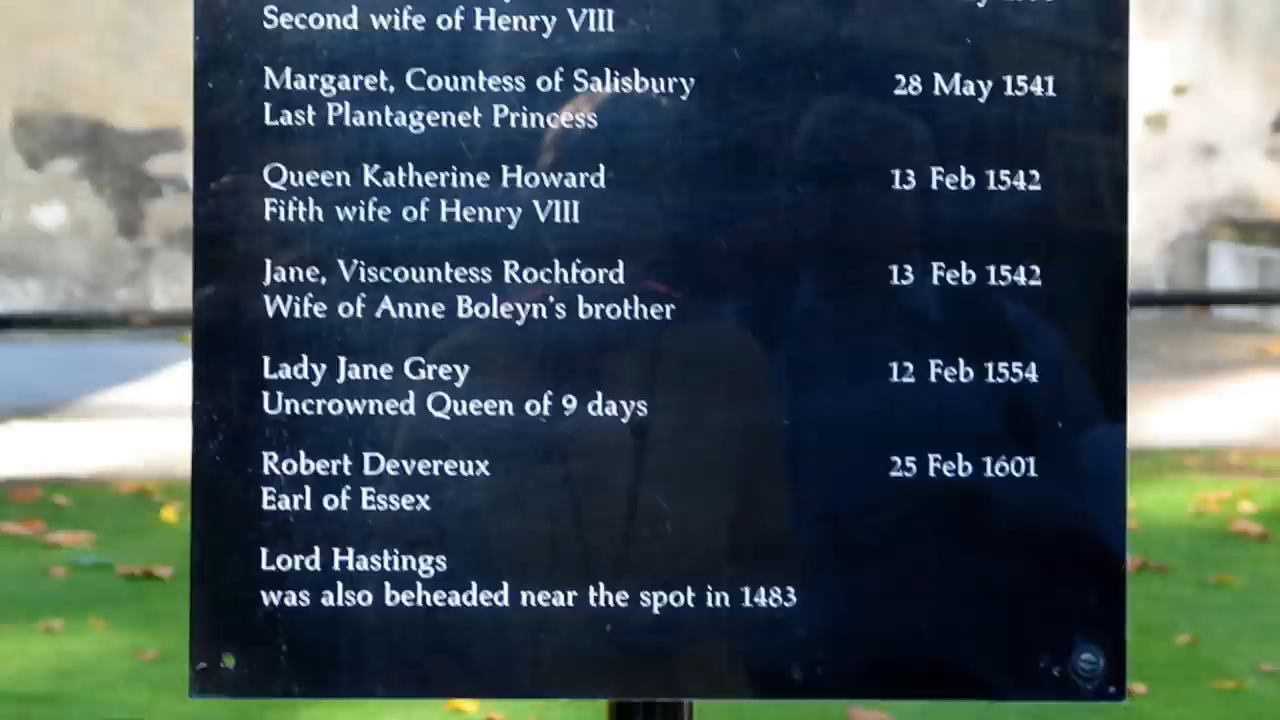 Second wife of Henry VIII
Margaret, Countess of Salisbury 28 May 1541
Last Plantagenet Princess
Queen Katherine Howard 13 Feb 1542
Fifth wife of Henry VIII
Jane, Viscountess Rochford 13 Feb 1542
Wife of Anne Boleyn's brother
Lady Jane Grey 12 Feb 1554
Uncrowned Queen of 9 days
Robert Devereux 25 Feb 1601
Earl of Essex
Lord Hastings
was also beheaded near the spot in 1483